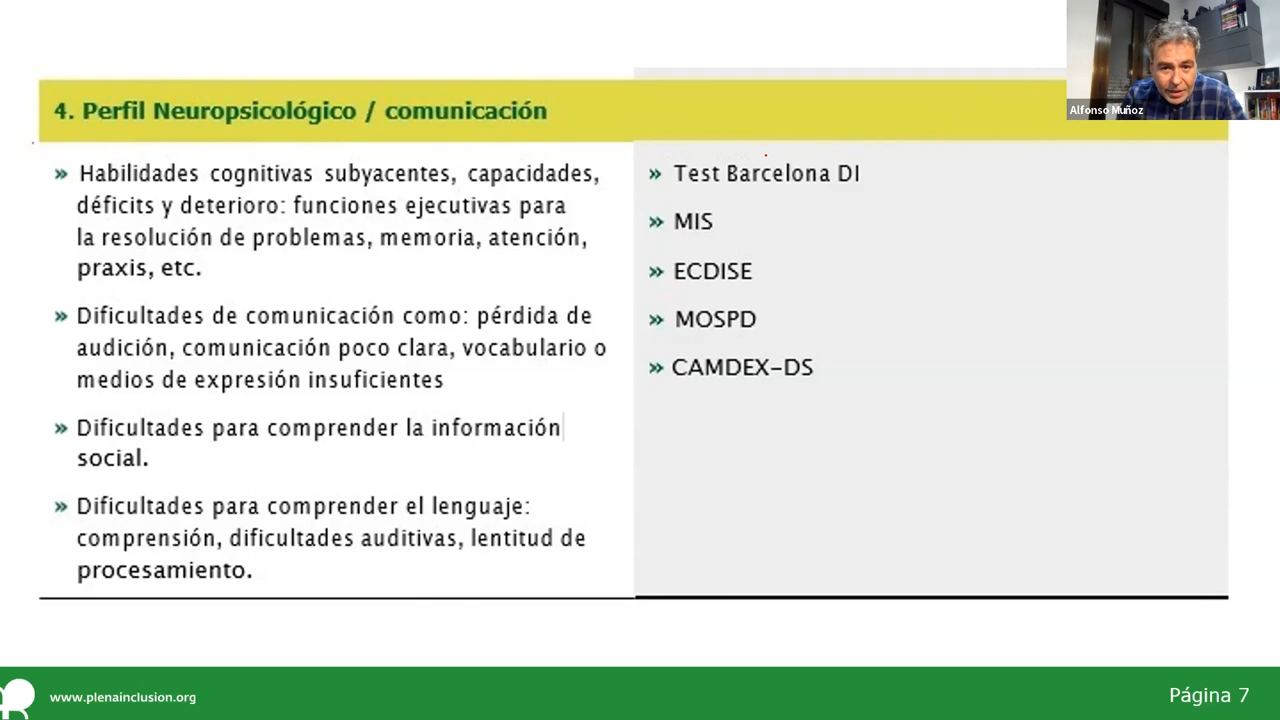 Alfonso Muñoz
4. Perfil Neuropsicológico / comunicación
» Habilidades cognitivas subyacentes, capacidades,
déficits y deterioro: funciones ejecutivas para
la resolución de problemas, memoria, atención,
praxis, etc.
» Dificultades de comunicación como: pérdida de
audición, comunicación poco clara, vocabulario o
medios de expresión insuficientes
» Dificultades para comprender la información
social.
» Dificultades para comprender el lenguaje:
comprensión, dificultades auditivas, lentitud de
procesamiento.
» Test Barcelona DI
» MIS
» ECDISE
» MOSPD
» CAMDEX-DS
www.plenainclusion.org
Página 7